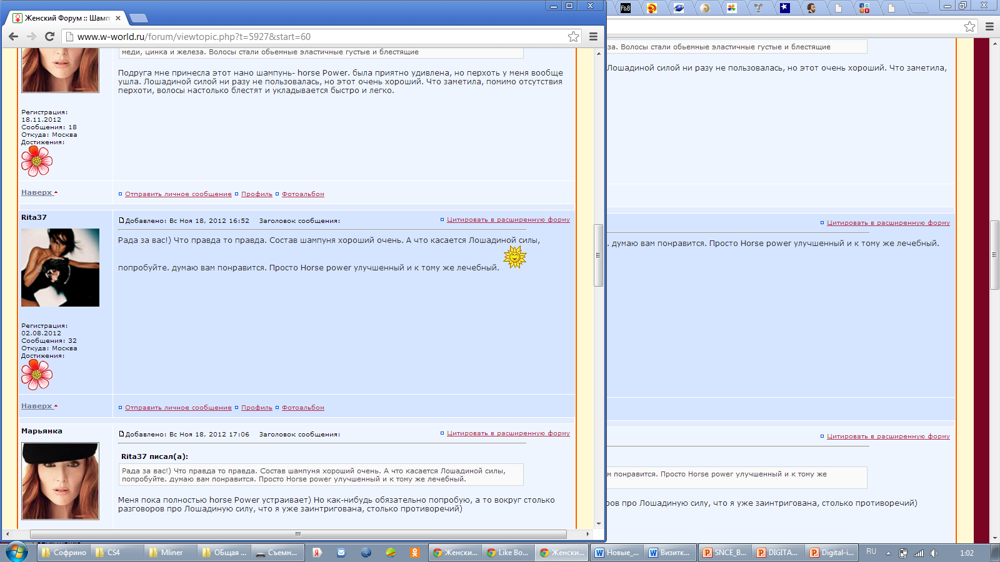 Женский Форум :: Шамп
www.w-world.ru/forum/viewtopic.php?t=5927&start=60
F&B
меди, цинка и железа. Волосы стали обьемные эластичные густые и блестящие
Подруга мне принесла этот нано шампунь- horse Power. была приятно удивлена, но перхоть у меня вообще
ушла. Лошадиной силой ни разу не пользовалась, но этот очень хороший. Что заметила, помимо отсутствия
перхоти, волосы настолько блестят и укладывается быстро и легко.
Регистрация:
18.11.2012
Сообщения: 18
Откуда: Москва
Достижения:
Наверх
Отправить личное сообщение Профиль Фотоальбом
Rita37
Добавлено: Вс Ноя 18, 2012 16:52 Заголовок сообщения:
Цитировать в расширенную форму
Рада за вас!) Что правда то правда. Состав шампуня хороший очень. А что касается Лошадиной силы,
попробуйте. думаю вам понравится. Просто Horse power улучшенный и к тому же лечебный.
Регистрация:
02.08.2012
Сообщения: 32
Откуда: Москва
Достижения:
Наверх
Отправить личное сообщение Профиль Фотоальбом
Марьянка
Добавлено: Вс Ноя 18, 2012 17:06 Заголовок сообщения:
Цитировать в расширенную форму
Rita37 писал(а):
Рада за вас!) Что правда то правда. Состав шампуня хороший очень. А что касается Лошадиной силы,
попробуйте. думаю вам понравится. Просто Horse power улучшенный и к тому же лечебный.
Меня пока полностью horse Power устраивает) Но как-нибудь обязательно попробую, а то вокруг столько
разговоров про Лошадиную силу, что я уже заинтригована, столько противоречий)
за. Волосы стали обьемные эластичные густые и блестящие
Лошадиной силой ни разу не пользовалась, но этот очень хороший. Что заметила,
Цитировать в расширенную форму
. думаю вам понравится. Просто Horse power улучшенный и к тому же лечебный.
Цитировать в расширенную форму
м понравится. Просто Horse power улучшенный и к тому же
ов про Лошадиную силу, что я уже заинтригована, столько противоречий)
Софрино CS4 Mliner ОБщая ... Съемн... Я Женски... Like Bo... Женски... Новые_... Визитк... SNCE_B... DIGITA... Digital-i... RU 1:02